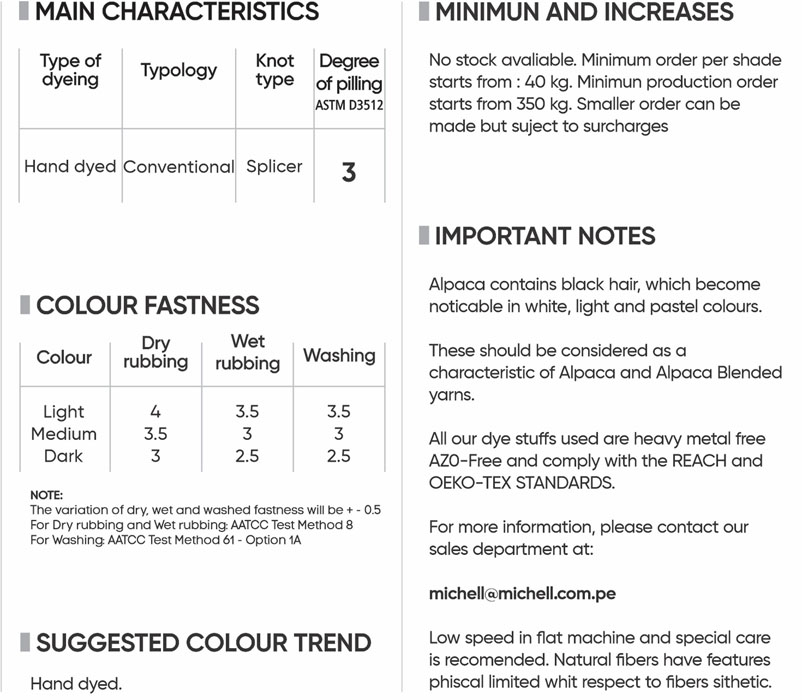 MAIN CHARACTERISTICS
Type of dyeing Typology Knot type Degree of pilling ASTM D3512
Hand dyed Conventional Splicer 3
COLOUR FASTNESS
Colour Dry rubbing Wet rubbing Washing
Light 4 3.5 3.5
Medium 3.5 3 3
Dark 3 2.5 2.5
NOTE:
The variation of dry, wet and washed fastness will be + - 0.5
For Dry rubbing and Wet rubbing: AATCC Test Method 8
For Washing: AATCC Test Method 61 - Option 1A
SUGGESTED COLOUR TREND
Hand dyed.
MINIMUN AND INCREASES
No stock avaliable. Minimum order per shade
starts from : 40 kg. Minimun production order
starts from 350 kg. Smaller order can be
made but suject to surcharges
IMPORTANT NOTES
Alpaca contains black hair, which become
noticable in white, light and pastel colours.
These should be considered as a
characteristic of Alpaca and Alpaca Blended
yarns.
All our dye stuffs used are heavy metal free
AZ0-Free and comply with the REACH and
OEKO-TEX STANDARDS.
For more information, please contact our
sales department at:
michell@michell.com.pe
Low speed in flat machine and special care
is recomended. Natural fibers have features
phiscal limited whit respect to fibers sithetic.